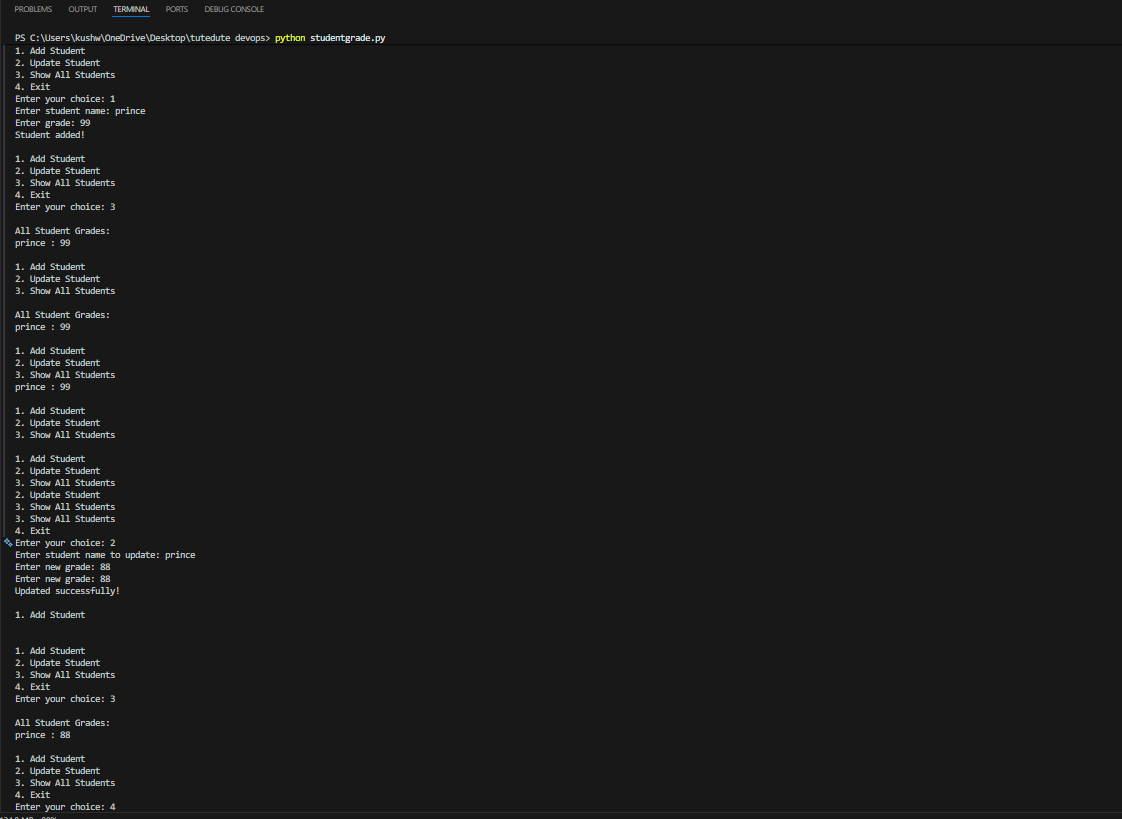 PROBLEMS OUTPUT TERMINAL PORTS DEBUG CONSOLE
PS C:\Users\kushw\OneDrive\Desktop\tutedute devops> python studentgrade.py
1. Add Student
2. Update Student
3. Show All Students
4. Exit
Enter your choice: 1
Enter student name: prince
Enter grade: 99
Student added!
1. Add Student
2. Update Student
3. Show All Students
4. Exit
Enter your choice: 3
All Student Grades:
prince : 99
1. Add Student
2. Update Student
3. Show All Students
All Student Grades:
prince : 99
1. Add Student
2. Update Student
3. Show All Students
prince : 99
1. Add Student
2. Update Student
3. Show All Students
1. Add Student
2. Update Student
3. Show All Students
2. Update Student
3. Show All Students
3. Show All Students
4. Exit
Enter your choice: 2
Enter student name to update: prince
Enter new grade: 88
Enter new grade: 88
Updated successfully!
1. Add Student
1. Add Student
2. Update Student
3. Show All Students
4. Exit
Enter your choice: 3
All Student Grades:
prince : 88
1. Add Student
2. Update Student
3. Show All Students
4. Exit
Enter your choice: 4